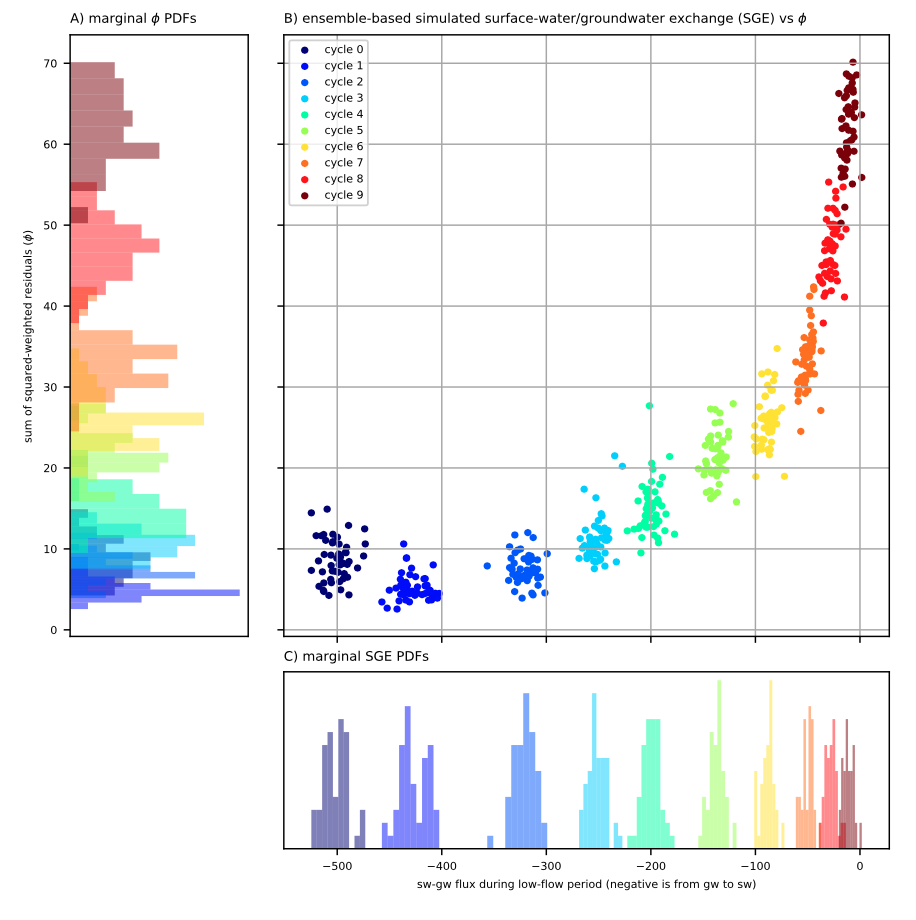 A) marginal ϕ PDFs
B) ensemble-based simulated surface-water/groundwater exchange (SGE) vs ϕ
sum of squared-weighted residuals (ϕ)
70
60
50
40
30
20
10
0
cycle 0
cycle 1
cycle 2
cycle 3
cycle 4
cycle 5
cycle 6
cycle 7
cycle 8
cycle 9
C) marginal SGE PDFs
−500 −400 −300 −200 −100 0
sw-gw flux during low-flow period (negative is from gw to sw)